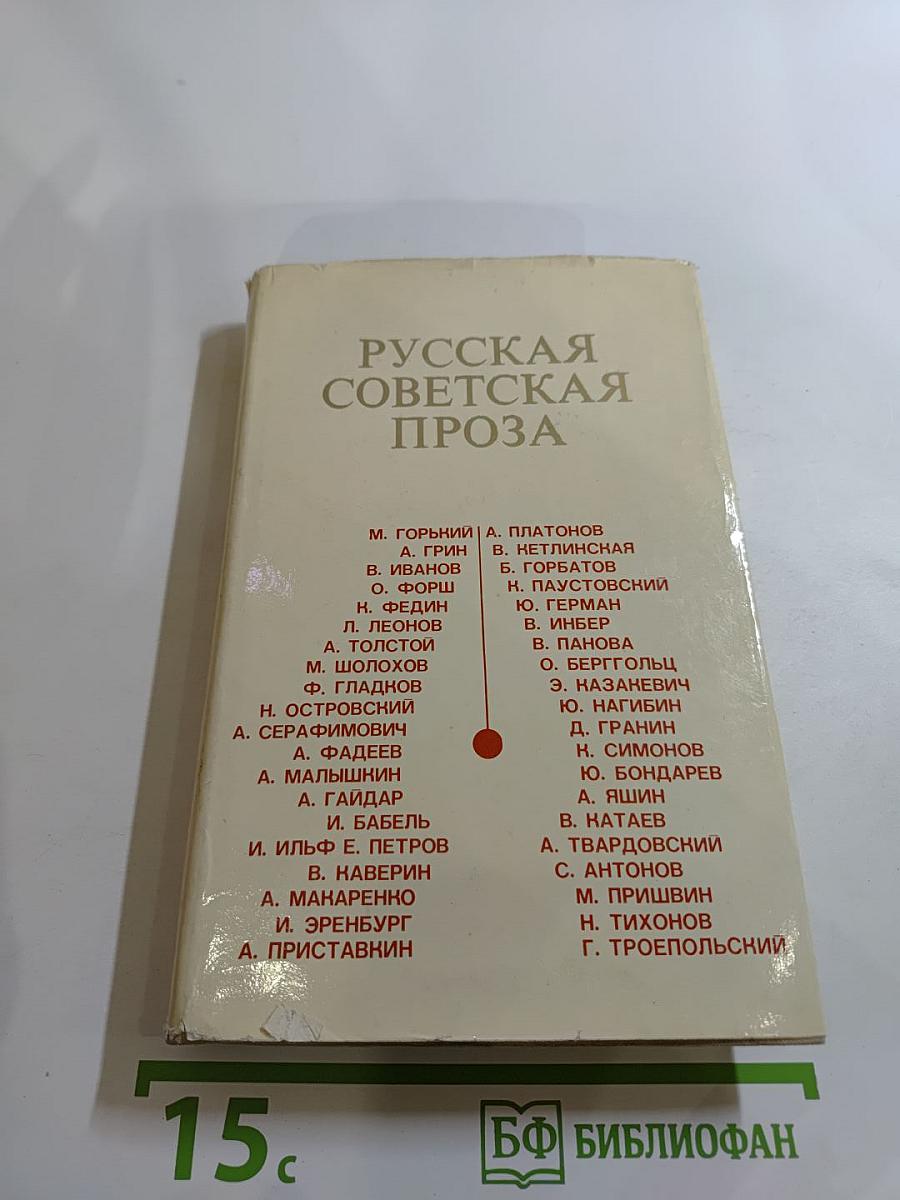 РУССКАЯ
СОВЕТСКАЯ
ПРОЗА
М. ГОРЬКИЙ
А. ГРИН
В. ИВАНОВ
О. ФОРШ
К. ФЕДИН
Л. ЛЕОНОВ
А. ТОЛСТОЙ
М. ШОЛОХОВ
Ф. ГЛАДКОВ
Н. ОСТРОВСКИЙ
А. СЕРАФИМОВИЧ
А. ФАДЕЕВ
А. МАЛЫШКИН
А. ГАЙДАР
И. БАБЕЛЬ
И. ИЛЬФ Е. ПЕТРОВ
В. КАВЕРИН
А. МАКАРЕНКО
И. ЭРЕНБУРГ
А. ПРИСТАВКИН
А. ПЛАТОНОВ
В. КЕТЛИНСКАЯ
Б. ГОРБАТОВ
К. ПАУСТОВСКИЙ
Ю. ГЕРМАН
В. ИНБЕР
В. ПАНОВА
О. БЕРГГОЛЬЦ
Э. КАЗАКЕВИЧ
Ю. НАГИБИН
Д. ГРАНИН
К. СИМОНОВ
Ю. БОНДАРЕВ
А. ЯШИН
В. КАТАЕВ
А. ТВАРДОВСКИЙ
С. АНТОНОВ
М. ПРИШВИН
Н. ТИХОНОВ
Г. ТРОЕПОЛЬСКИЙ
15 с
БФ БИБЛИОФАН